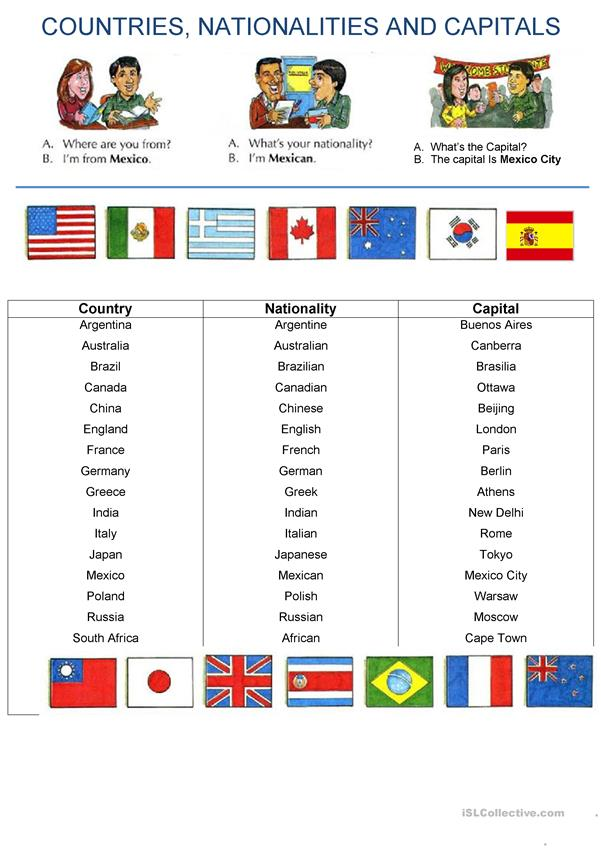 COUNTRIES, NATIONALITIES AND CAPITALS
A. Where are you from?
B. I'm from Mexico.
A. What's your nationality?
B. I'm Mexican.
A. What's the Capital?
B. The capital Is Mexico City
Country Nationality Capital
Argentina Argentine Buenos Aires
Australia Australian Canberra
Brazil Brazilian Brasilia
Canada Canadian Ottawa
China Chinese Beijing
England English London
France French Paris
Germany German Berlin
Greece Greek Athens
India Indian New Delhi
Italy Italian Rome
Japan Japanese Tokyo
Mexico Mexican Mexico City
Poland Polish Warsaw
Russia Russian Moscow
South Africa African Cape Town
iSLCollective.com